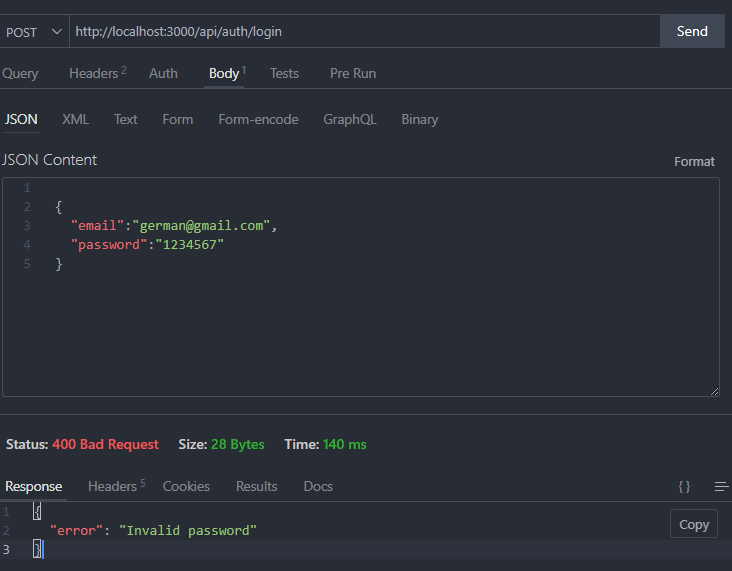 POST http://localhost:3000/api/auth/login Send
Query Headers 2 Auth Body 1 Tests Pre Run
JSON XML Text Form Form-encode GraphQL Binary
JSON Content Format
1
2 {
3 "email":"german@gmail.com",
4 "password":"1234567"
5 }
Status: 400 Bad Request Size: 28 Bytes Time: 140 ms
Response Headers 5 Cookies Results Docs { }
1 {
2 "error": "Invalid password"
3 }
Copy